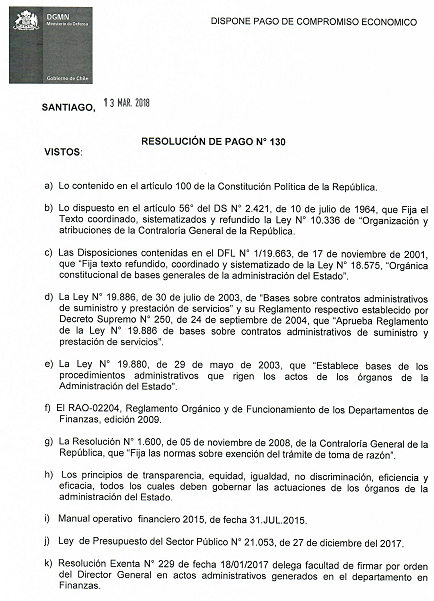 DGMN
Ministerio de Defensa
Gobierno de Chile
DISPONE PAGO DE COMPROMISO ECONOMICO
SANTIAGO, 13 MAR. 2018
RESOLUCIÓN DE PAGO N° 130
VISTOS:
a) Lo contenido en el artículo 100 de la Constitución Política de la República.
b) Lo dispuesto en el artículo 56° del DS N° 2.421, de 10 de julio de 1964, que Fija el
Texto coordinado, sistematizados y refundido la Ley N° 10.336 de “Organización y
atribuciones de la Contraloría General de la República.
c) Las Disposiciones contenidas en el DFL N° 1/19.663, de 17 de noviembre de 2001,
que “Fija texto refundido, coordinado y sistematizado de la Ley N° 18.575, “Orgánica
constitucional de bases generales de la administración del Estado”.
d) La Ley N° 19.886, de 30 de julio de 2003, de “Bases sobre contratos administrativos
de suministro y prestación de servicios” y su Reglamento respectivo establecido por
Decreto Supremo N° 250, de 24 de septiembre de 2004, que “Aprueba Reglamento
de la Ley N° 19.886 de bases sobre contratos administrativos de suministro y
prestación de servicios”.
e) La Ley N° 19.880, de 29 de mayo de 2003, que “Establece bases de los
procedimientos administrativos que rigen los actos de los órganos de la
Administración del Estado”.
f) El RAO-02204, Reglamento Orgánico y de Funcionamiento de los Departamentos de
Finanzas, edición 2009.
g) La Resolución N° 1.600, de 05 de noviembre de 2008, de la Contraloría General de la
República, que “Fija las normas sobre exención del trámite de toma de razón”.
h) Los principios de transparencia, equidad, igualdad, no discriminación, eficiencia y
eficacia, todos los cuales deben gobernar las actuaciones de los órganos de la
administración del Estado.
i) Manual operativo financiero 2015, de fecha 31.JUL.2015.
j) Ley de Presupuesto del Sector Público N° 21.053, de 27 de diciembre del 2017.
k) Resolución Exenta N° 229 de fecha 18/01/2017 delega facultad de firmar por orden
del Director General en actos administrativos generados en el departamento en
Finanzas.